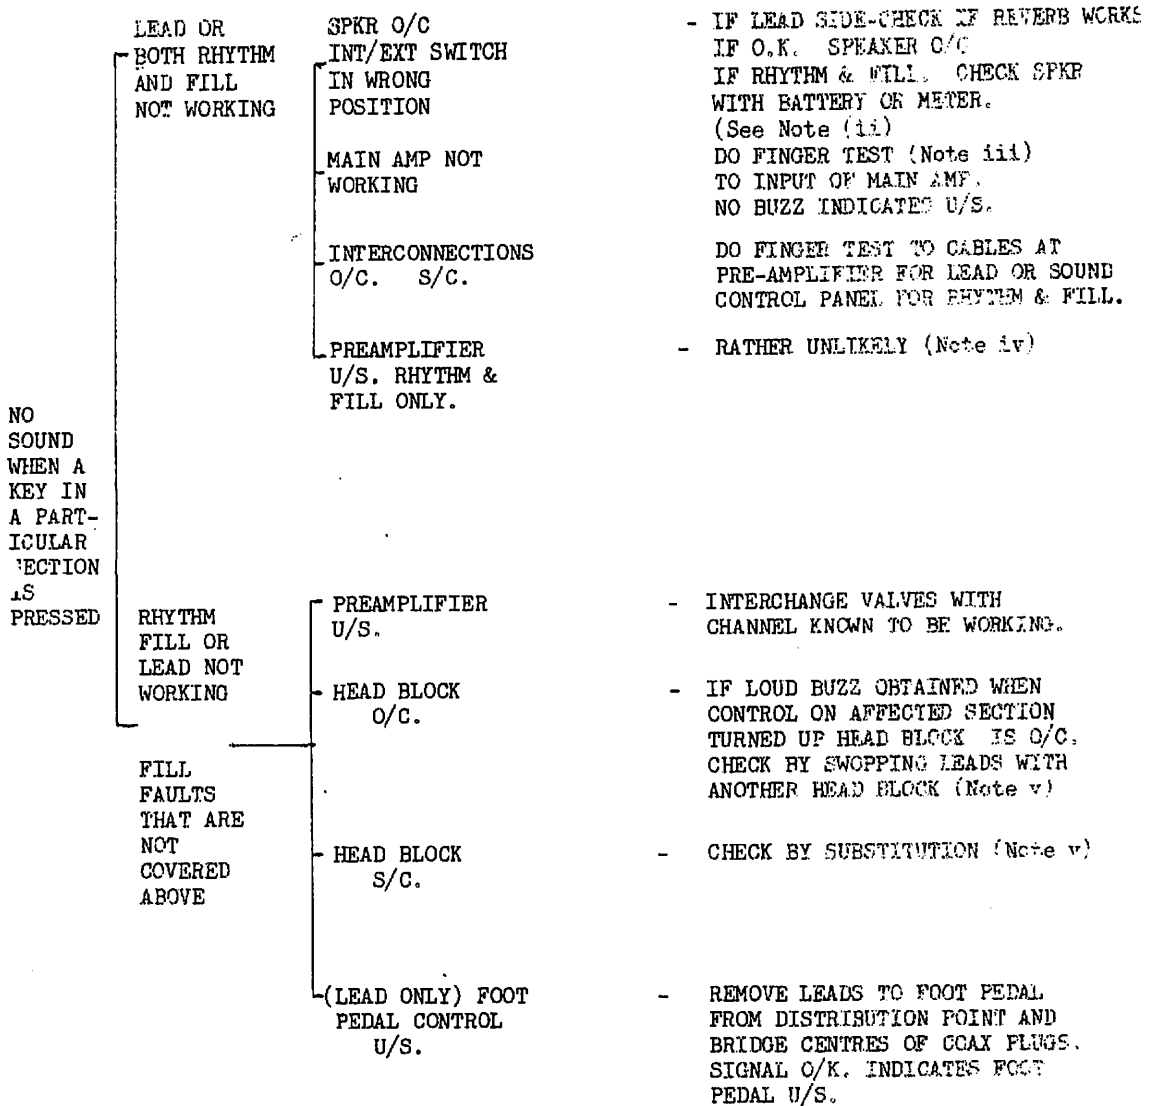 NO
SOUND
WHEN A
KEY IN
A PART-
ICULAR
SECTION
IS
PRESSED
LEAD OR
BOTH RHYTHM
AND FILL
NOT WORKING
SPKR O/C
INT/EXT SWITCH
IN WRONG
POSITION
- IF LEAD SIDE-CHECK IF REVERB WORKS
IF O.K. SPEAKER O/C
IF RHYTHM & FILL. CHECK SPKR
WITH BATTERY OR METER.
(See Note (ii)
MAIN AMP NOT
WORKING
DO FINGER TEST (Note iii)
TO INPUT OF MAIN AMP.
NO BUZZ INDICATES U/S.
INTERCONNECTIONS
O/C. S/C.
DO FINGER TEST TO CABLES AT
PRE-AMPLIFIER FOR LEAD OR SOUND
CONTROL PANEL FOR RHYTHM & FILL.
PREAMPLIFIER
U/S. RHYTHM &
FILL ONLY.
- RATHER UNLIKELY (Note iv)
RHYTHM
FILL OR
LEAD NOT
WORKING
FILL
FAULTS
THAT ARE
NOT
COVERED
ABOVE
PREAMPLIFIER
U/S.
- INTERCHANGE VALVES WITH
CHANNEL KNOWN TO BE WORKING.
HEAD BLOCK
O/C.
- IF LOUD BUZZ OBTAINED WHEN
CONTROL ON AFFECTED SECTION
TURNED UP HEAD BLOCK IS O/C.
CHECK BY SWOPPING LEADS WITH
ANOTHER HEAD BLOCK (Note v)
HEAD BLOCK
S/C.
- CHECK BY SUBSTITUTION (Note v)
(LEAD ONLY) FOOT
PEDAL CONTROL
U/S.
- REMOVE LEADS TO FOOT PEDAL
FROM DISTRIBUTION POINT AND
BRIDGE CENTRES OF COAX PLUGS.
SIGNAL O/K. INDICATES FOOT
PEDAL U/S.